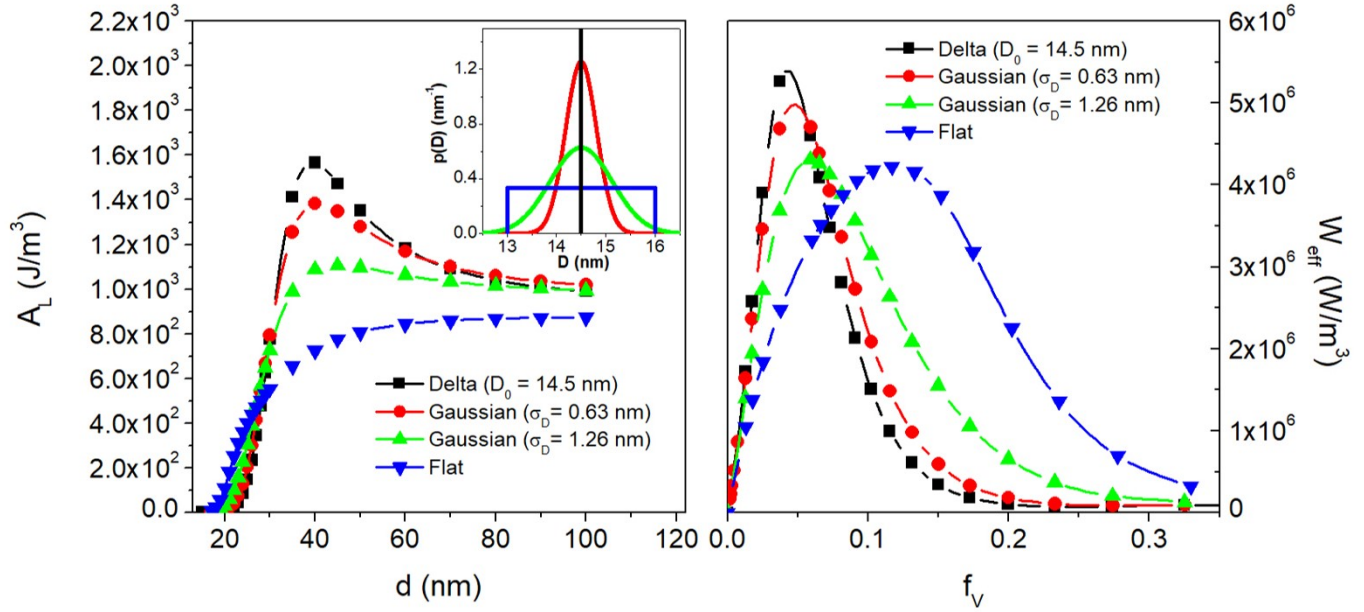 2.2x10³
2.0x10³
1.8x10³
1.6x10³
1.4x10³
1.2x10³
1.0x10³
8.0x10²
6.0x10²
4.0x10²
2.0x10²
0.0
A_L (J/m³)
20 40 60 80 100 120
d (nm)
Delta (D₀ = 14.5 nm)
Gaussian (σ_D= 0.63 nm)
Gaussian (σ_D= 1.26 nm)
Flat
1.2
0.8
0.4
0.0
p(D) (nm⁻¹)
13 14 15 16
D (nm)
Delta (D₀ = 14.5 nm)
Gaussian (σ_D= 0.63 nm)
Gaussian (σ_D= 1.26 nm)
Flat
6x10⁶
5x10⁶
4x10⁶
3x10⁶
2x10⁶
1x10⁶
0
W_eff (W/m³)
0.0 0.1 0.2 0.3
f_V